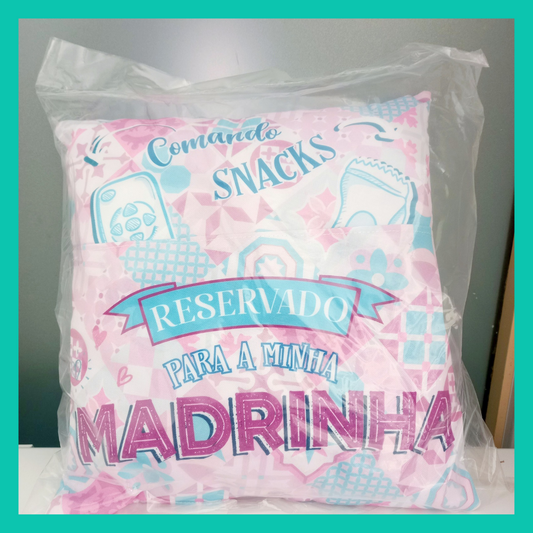 Comando
SNACKS
RESERVADO
PARA A MINHA
MADRINHA